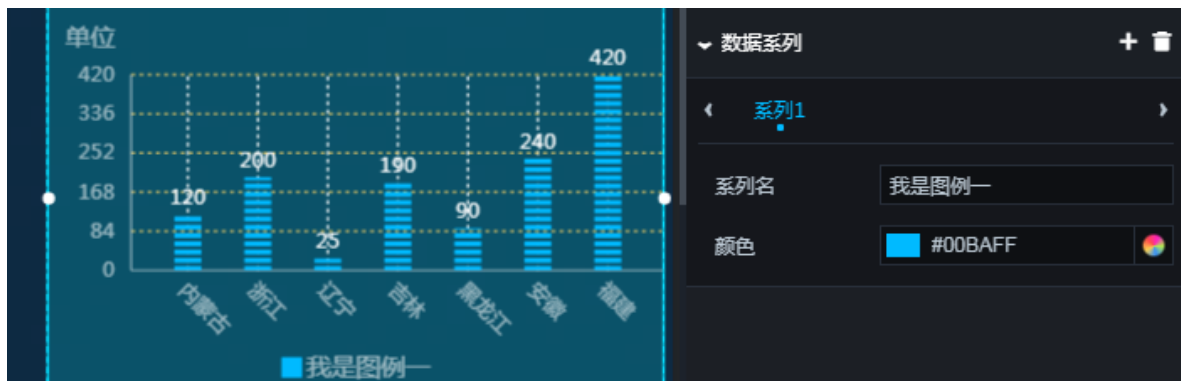 单位
420
336
252
168
84
0
120
200
25
190
90
240
420
内蒙古
浙江
辽宁
吉林
黑龙江
安徽
福建
我是图例一
数据系列
系列1
系列名 我是图例一
颜色 #00BAFF